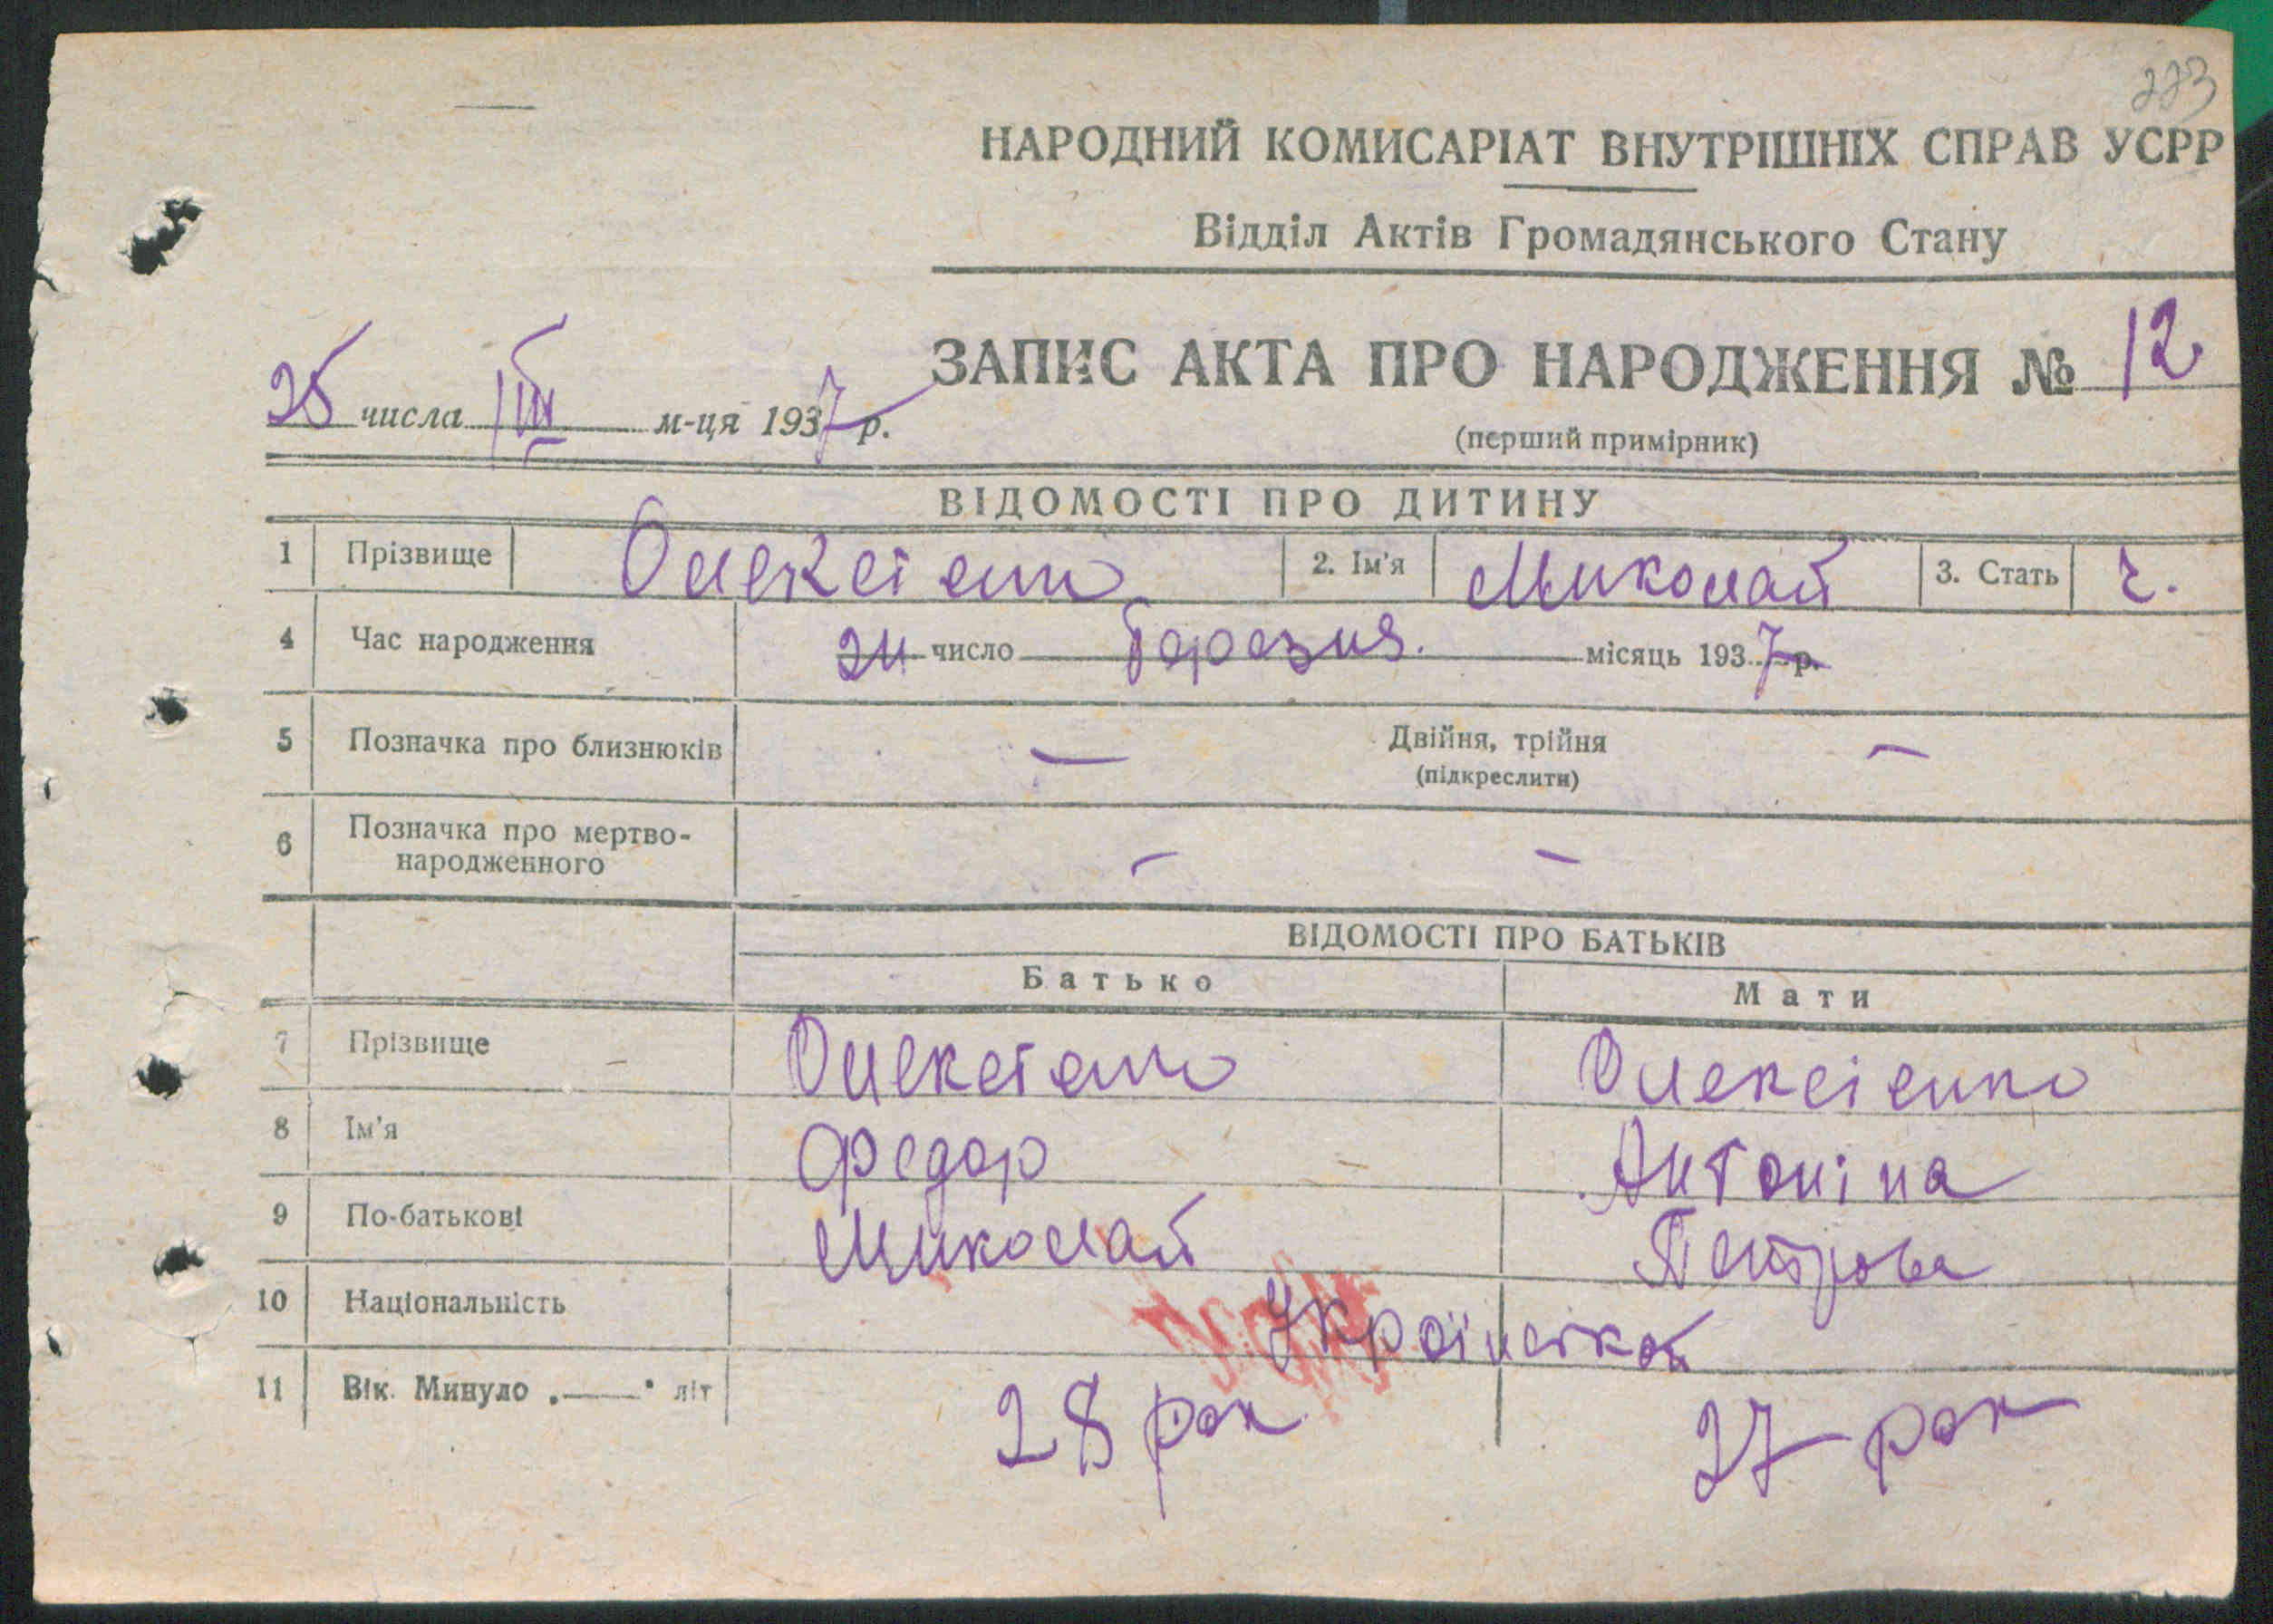 223
НАРОДНИЙ КОМИСАРІАТ ВНУТРІШНІХ СПРАВ УСРР
Відділ Актів Громадянського Стану
ЗАПИС АКТА ПРО НАРОДЖЕННЯ № 12
25 числа III м-ця 1937 р.
(перший примірник)
ВІДОМОСТІ ПРО ДИТИНУ
1 Прізвище Олексієнко 2. Ім'я Миколай 3. Стать ч.
4 Час народження 24 число Березня. місяць 1937 р.
5 Позначка про близнюків — Двійня, трійня —
(підкреслити)
6 Позначка про мертво-
народженного — —
ВІДОМОСТІ ПРО БАТЬКІВ
Батько Мати
7 Прізвище Олексієнко Олексієнко
8 Ім'я Федор Антоніна
9 По-батькові Миколай Петрова
10 Національність
11 Вік. Минуло „—“ літ 28 рок 27 рок